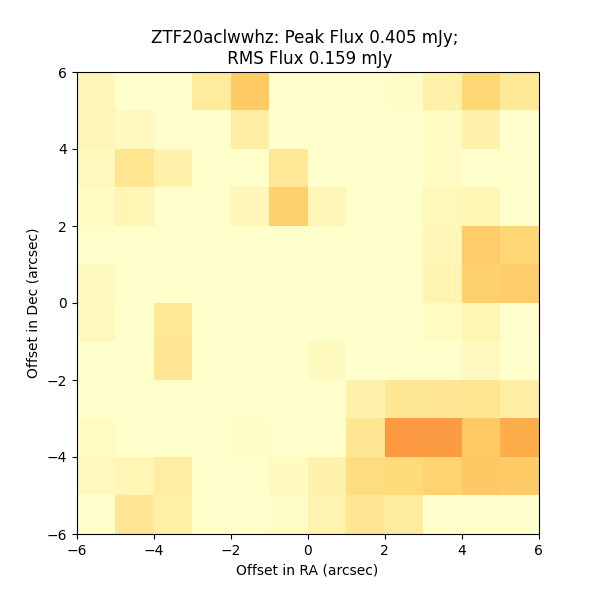 ZTF20aclwwhz: Peak Flux 0.405 mJy;
RMS Flux 0.159 mJy
6
4
2
0
−2
−4
−6
Offset in Dec (arcsec)
−6 −4 −2 0 2 4 6
Offset in RA (arcsec)